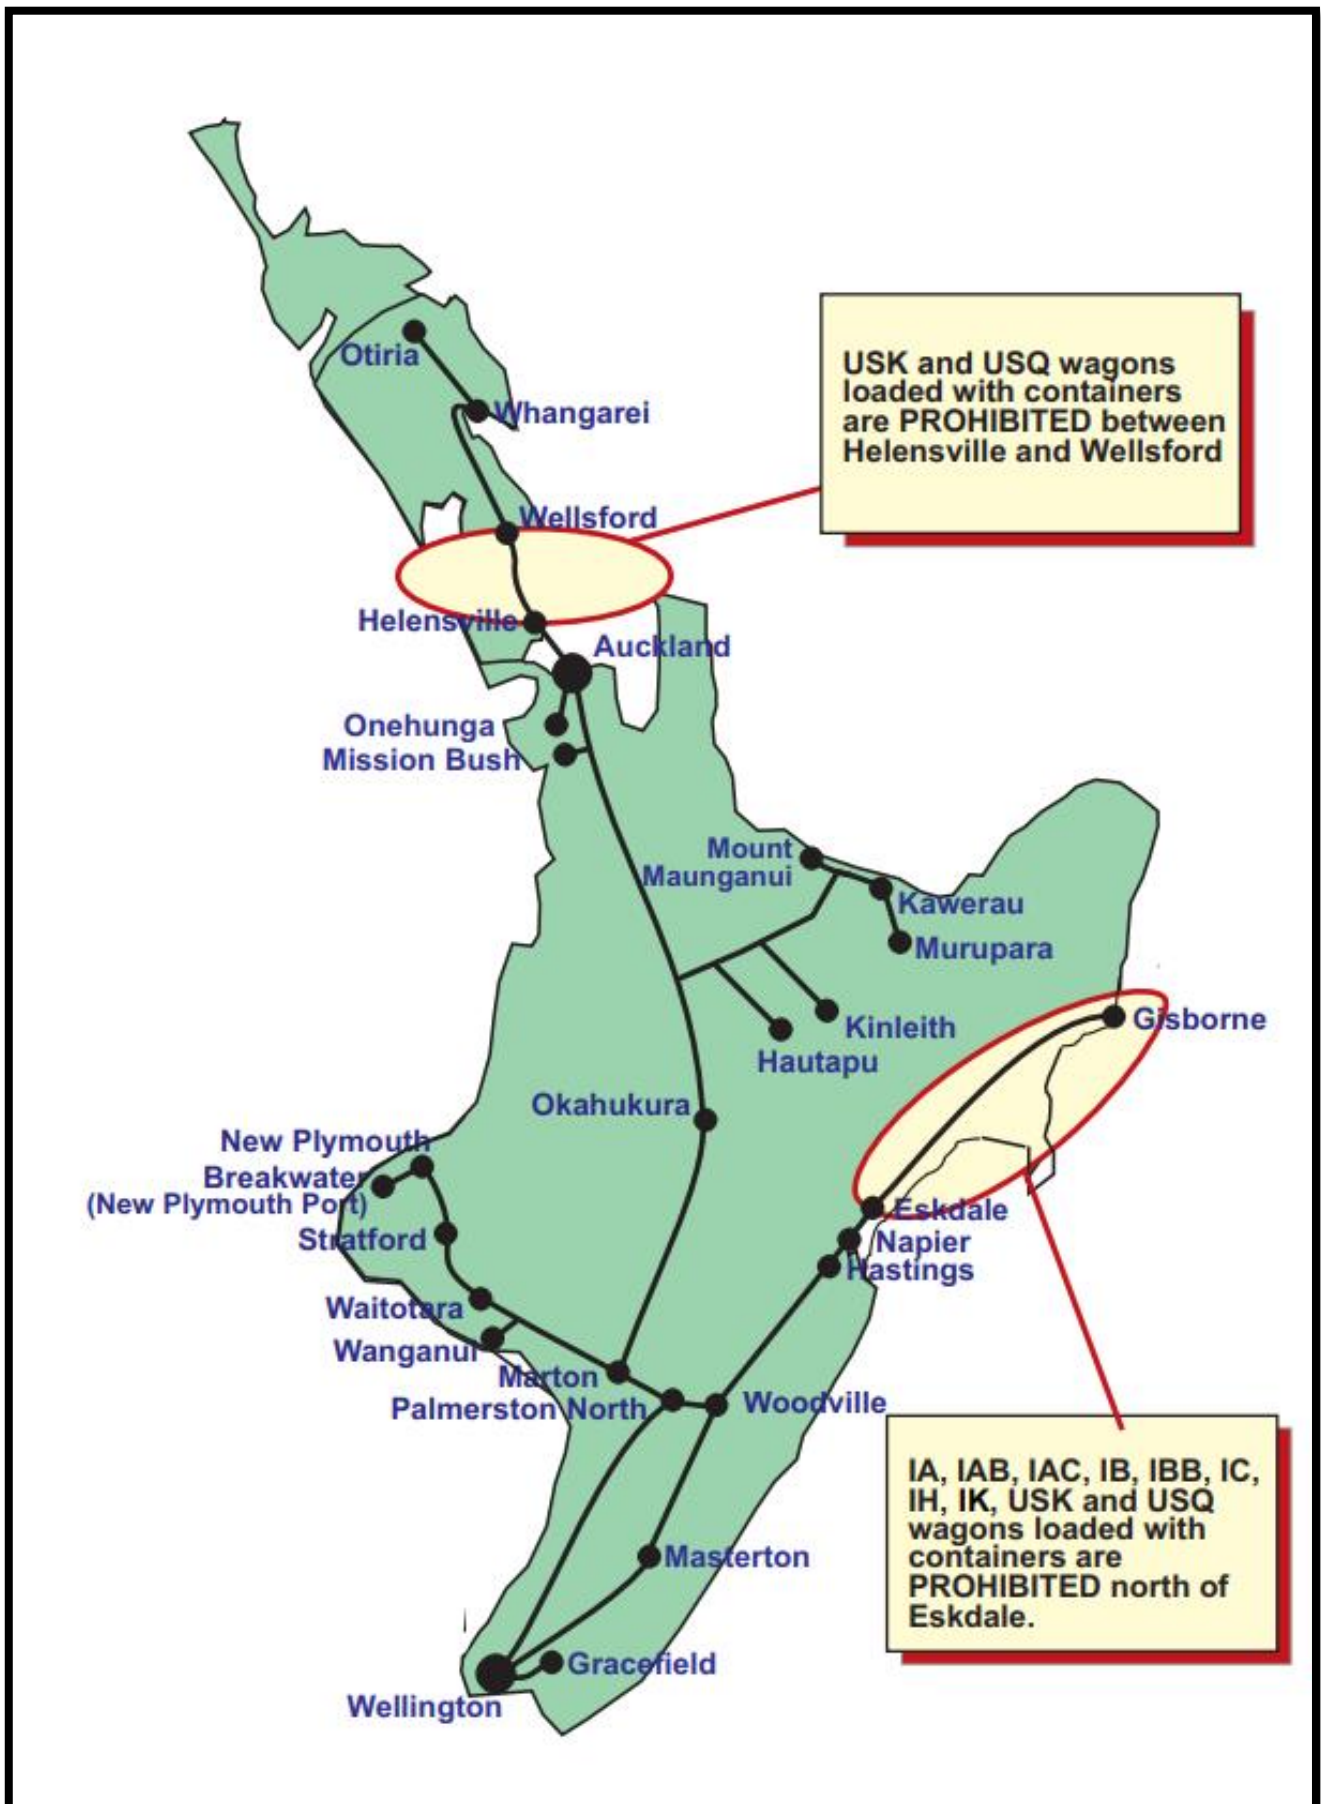 Otiria
Whangarei
USK and USQ wagons
loaded with containers
are PROHIBITED between
Helensville and Wellsford
Wellsford
Helensville
Auckland
Onehunga
Mission Bush
Mount
Maunganui
Kawerau
Murupara
Kinleith
Hautapu
Gisborne
Okahukura
New Plymouth
Breakwater
(New Plymouth Port)
Stratford
Eskdale
Napier
Hastings
Waitotara
Wanganui
Marton
Palmerston North
Woodville
IA, IAB, IAC, IB, IBB, IC,
IH, IK, USK and USQ
wagons loaded with
containers are
PROHIBITED north of
Eskdale.
Masterton
Gracefield
Wellington